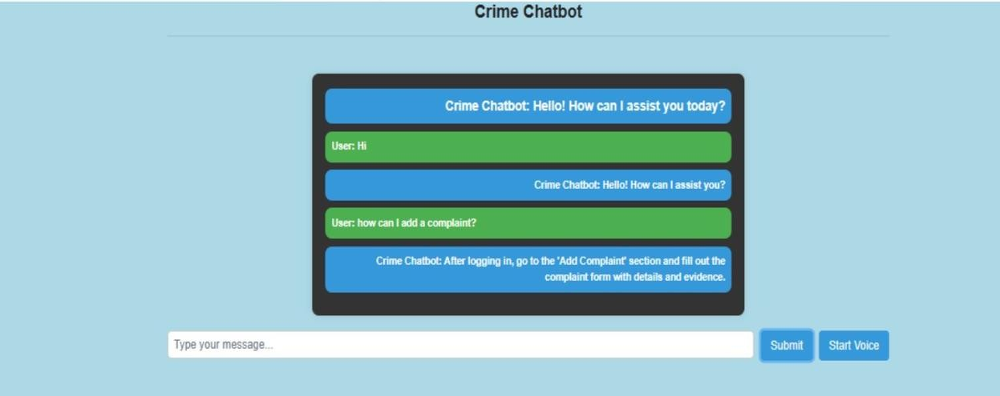 Crime Chatbot
Crime Chatbot: Hello! How can I assist you today?
User: Hi
Crime Chatbot: Hello! How can I assist you?
User: how can I add a complaint?
Crime Chatbot: After logging in, go to the 'Add Complaint' section and fill out the
complaint form with details and evidence.
Type your message...
Submit
Start Voice